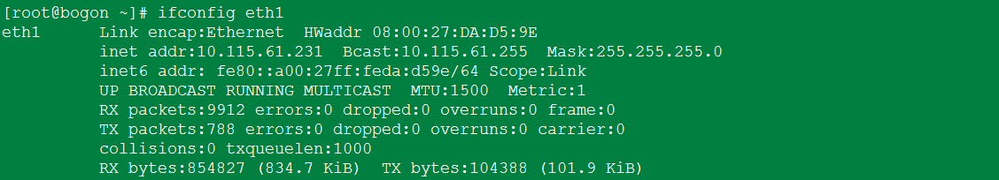 [root@bogon ~]# ifconfig eth1
eth1      Link encap:Ethernet  HWaddr 08:00:27:DA:D5:9E
          inet addr:10.115.61.231  Bcast:10.115.61.255  Mask:255.255.255.0
          inet6 addr: fe80::a00:27ff:feda:d59e/64 Scope:Link
          UP BROADCAST RUNNING MULTICAST  MTU:1500  Metric:1
          RX packets:9912 errors:0 dropped:0 overruns:0 frame:0
          TX packets:788 errors:0 dropped:0 overruns:0 carrier:0
          collisions:0 txqueuelen:1000
          RX bytes:854827 (834.7 KiB)  TX bytes:104388 (101.9 KiB)